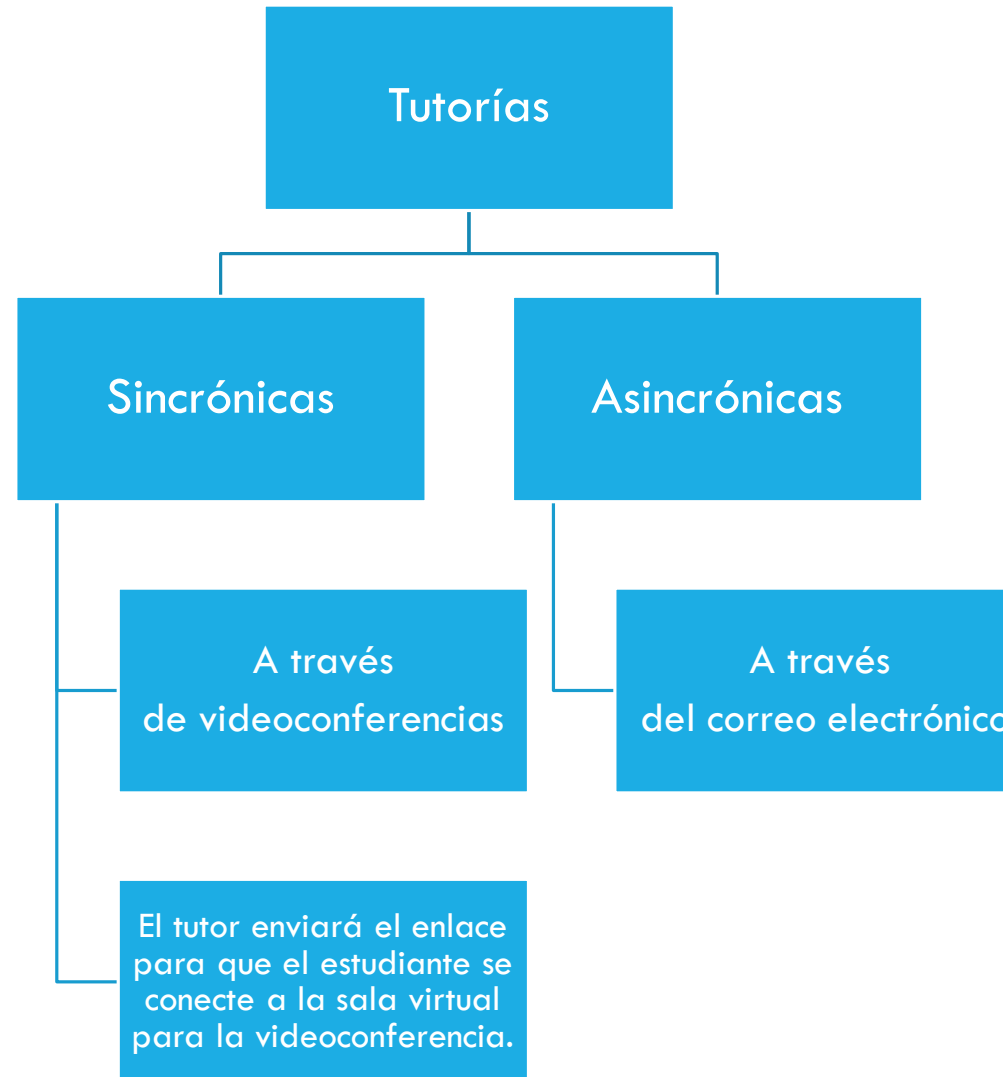 Tutorías
Sincrónicas
Asincrónicas
A través
de videoconferencias
A través
del correo electrónico
El tutor enviará el enlace
para que el estudiante se
conecte a la sala virtual
para la videoconferencia.